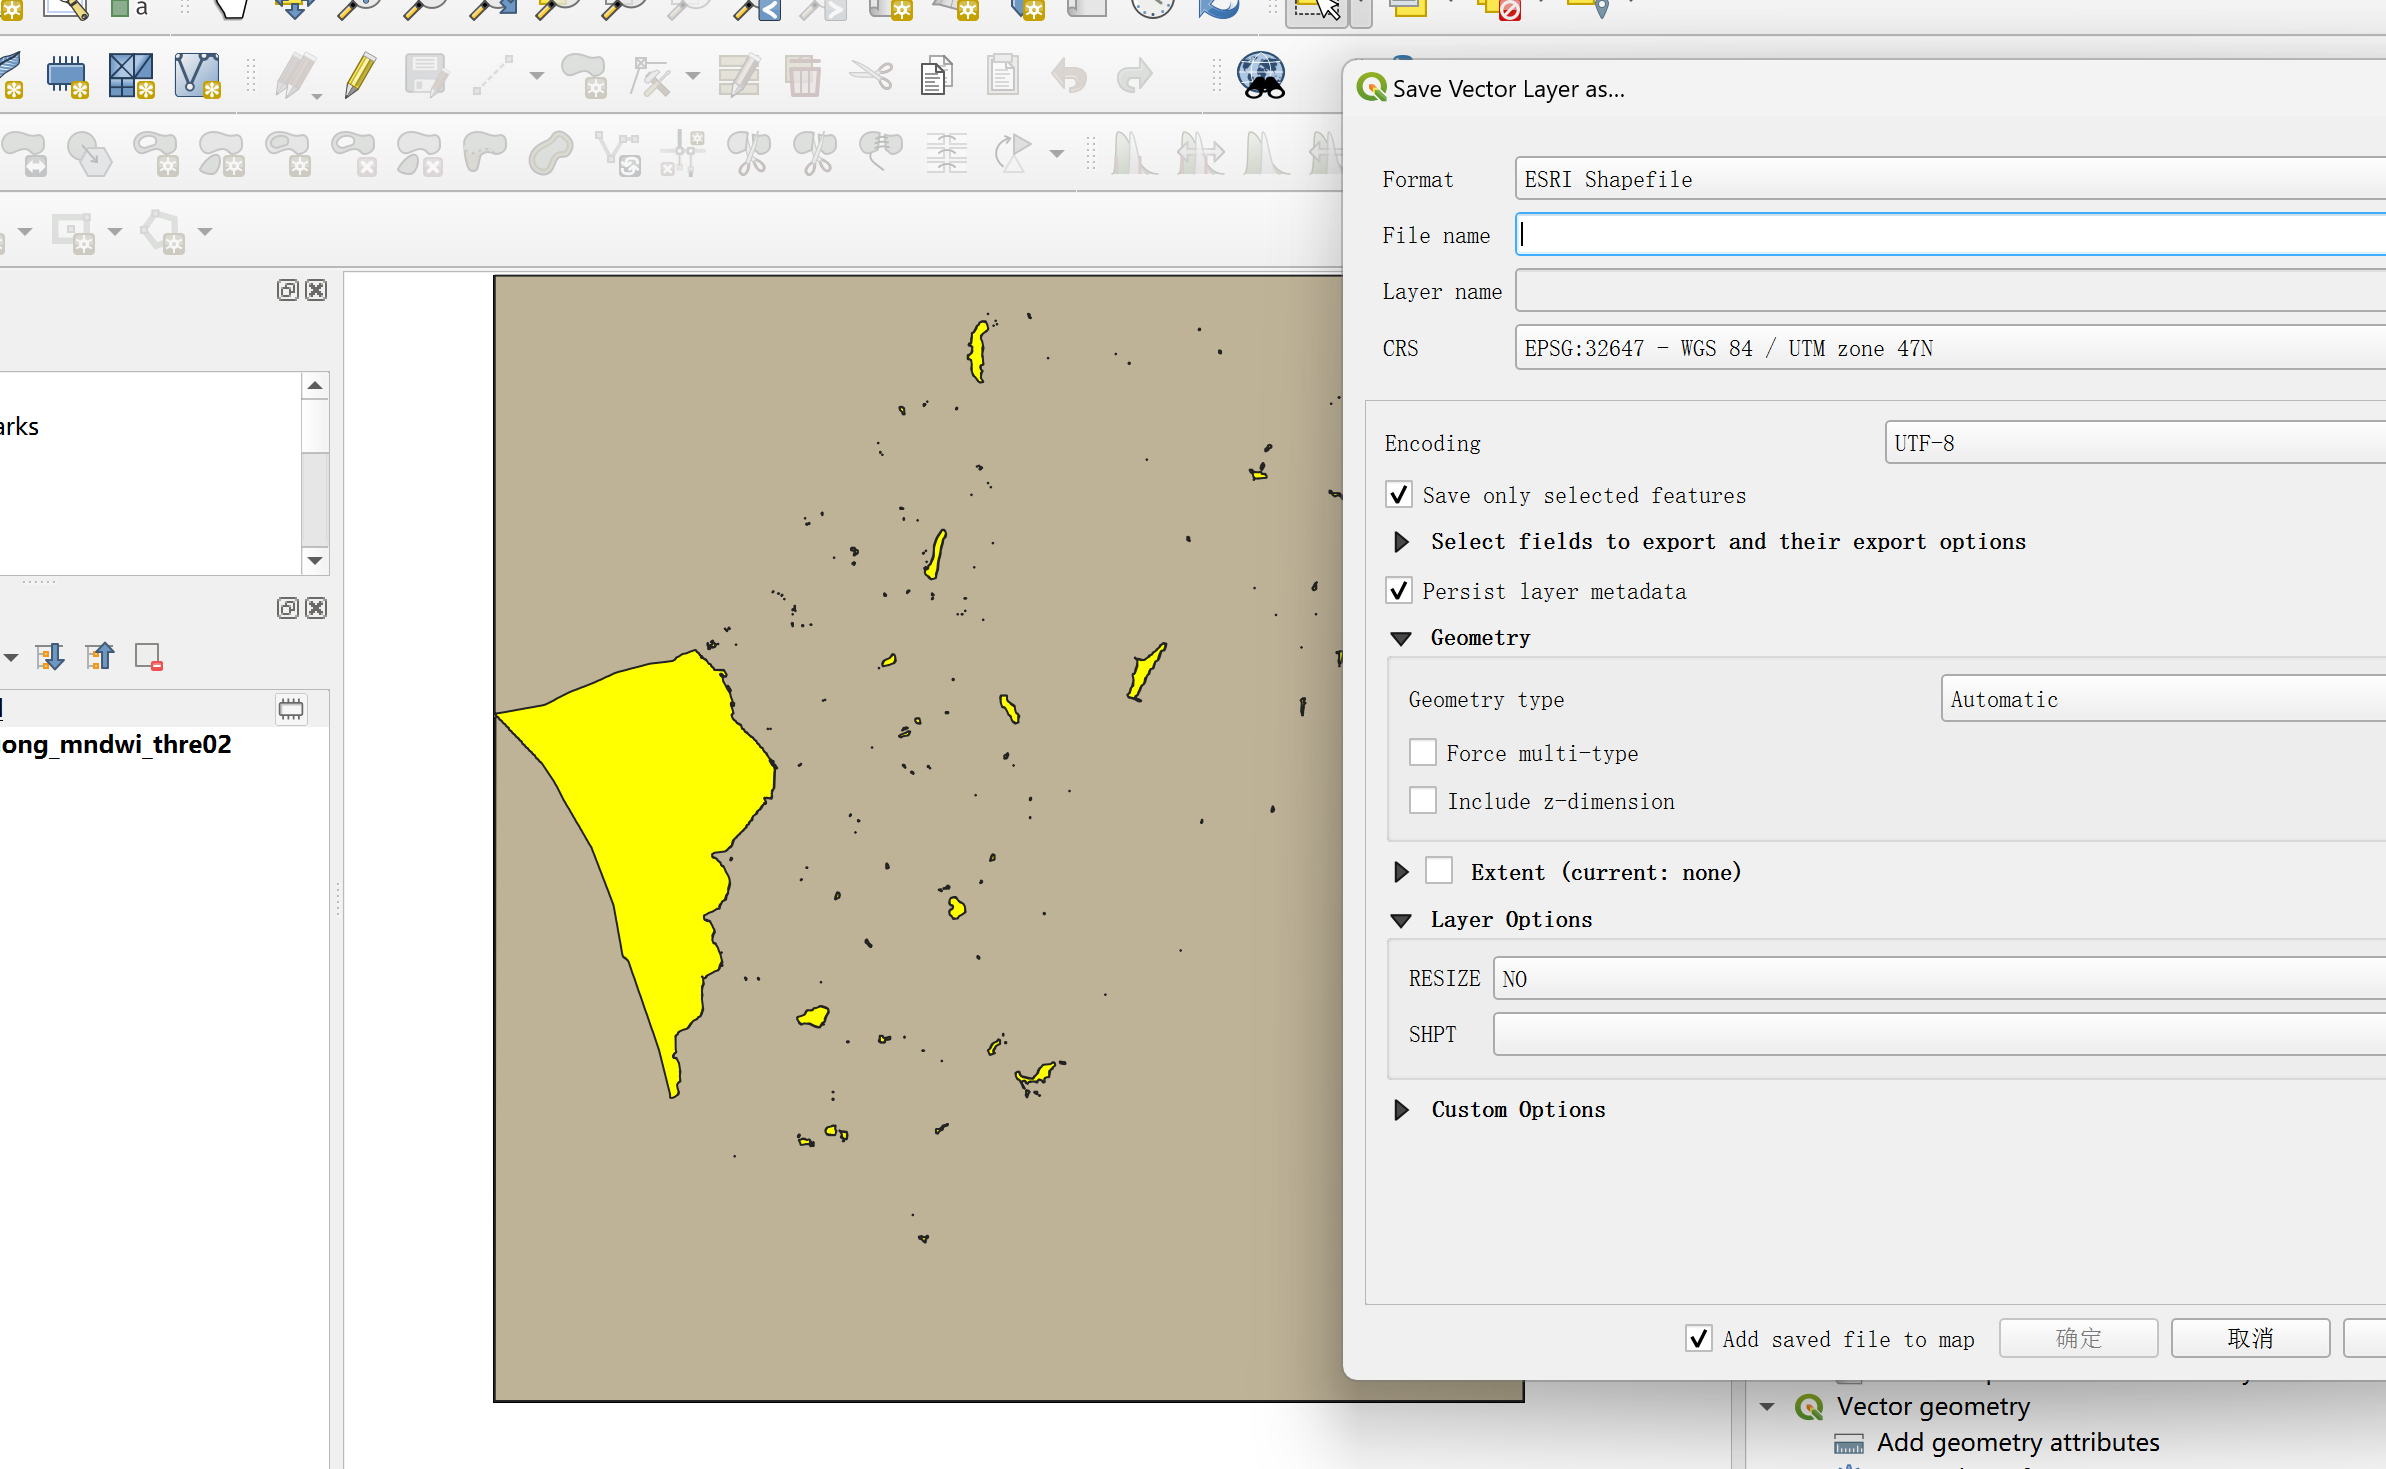 a
Save Vector Layer as...
Format
ESRI Shapefile
File name
Layer name
CRS
EPSG:32647 - WGS 84 / UTM zone 47N
arks
Encoding
UTF-8
Save only selected features
Select fields to export and their export options
Persist layer metadata
Geometry
Geometry type
Automatic
ong_mndwi_thre02
Force multi-type
Include z-dimension
Extent (current: none)
Layer Options
RESIZE
NO
SHPT
Custom Options
Add saved file to map
确定
取消
Vector geometry
Add geometry attributes